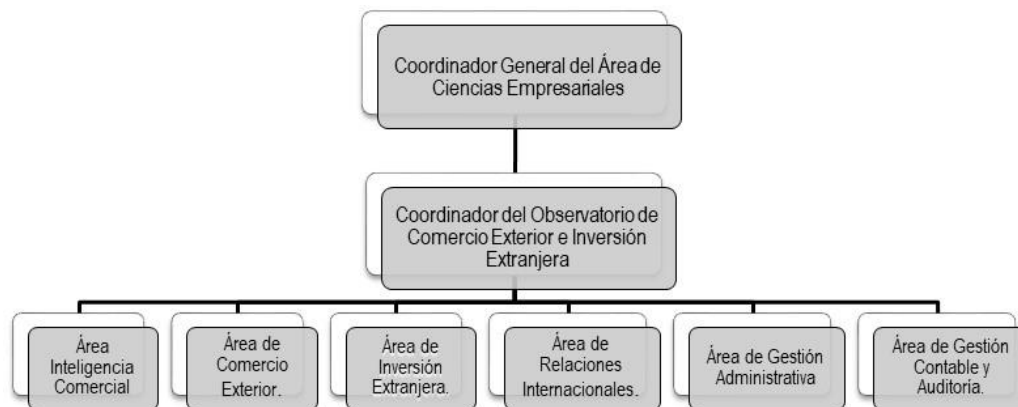 Coordinador General del Área de
Ciencias Empresariales
Coordinador del Observatorio de
Comercio Exterior e Inversión
Extranjera
Área
Inteligencia
Comercial
Área de
Comercio
Exterior.
Área de
Inversión
Extranjera.
Área de
Relaciones
Internacionales.
Área de Gestión
Administrativa
Área de Gestión
Contable y
Auditoría.